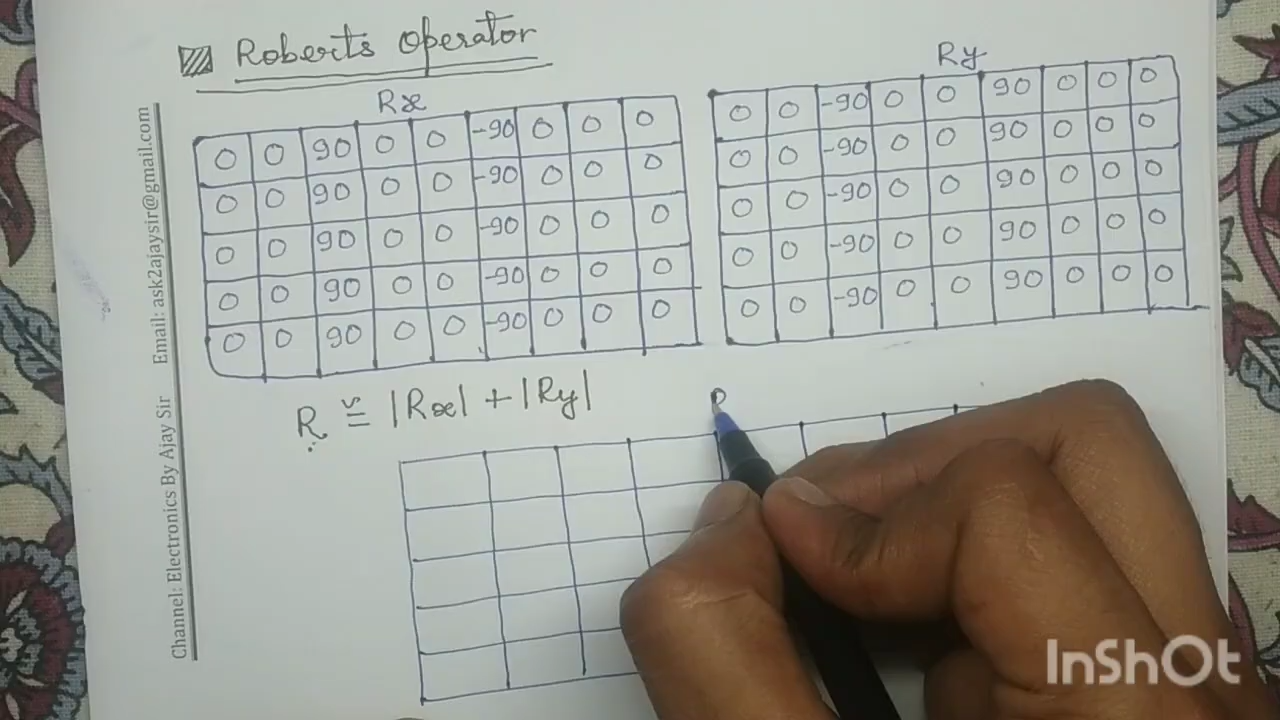 Roberts Operator
Rx
0 0 90 0 0 -90 0 0 0
0 0 90 0 0 -90 0 0 0
0 0 90 0 0 -90 0 0 0
0 0 90 0 0 -90 0 0 0
0 0 90 0 0 -90 0 0 0
Ry
0 0 -90 0 0 90 0 0 0
0 0 -90 0 0 90 0 0 0
0 0 -90 0 0 90 0 0 0
0 0 -90 0 0 90 0 0 0
0 0 -90 0 0 90 0 0 0
R ≅ |Rx| + |Ry|
R
Channel: Electronics By Ajay Sir Email: ask2ajaysir@gmail.com
InShOt